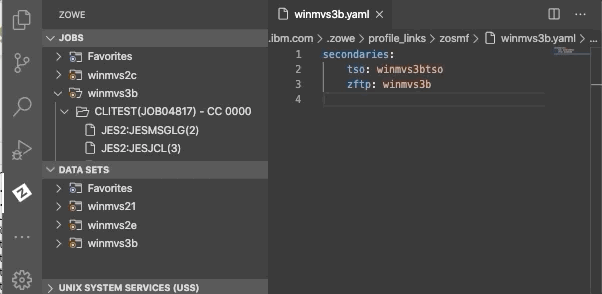 ZOWE
JOBS
Favorites
winmvs2c
winmvs3b
CLITEST(JOB04817) - CC 0000
JES2:JESMSGLG(2)
JES2:JESJCL(3)
DATA SETS
Favorites
winmvs21
winmvs2e
winmvs3b
UNIX SYSTEM SERVICES (USS)
winmvs3b.yaml
.ibm.com > .zowe > profile_links > zosmf > winmvs3b.yaml > ...
1 secondaries:
2 tso: winmvs3btso
3 zftp: winmvs3b
4